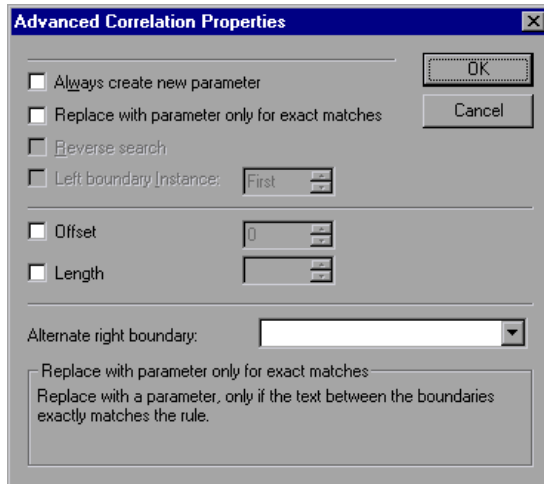 Advanced Correlation Properties
Always create new parameter
OK
Replace with parameter only for exact matches
Cancel
Reverse search
Left boundary Instance: First
Offset 0
Length
Alternate right boundary:
Replace with parameter only for exact matches
Replace with a parameter, only if the text between the boundaries
exactly matches the rule.